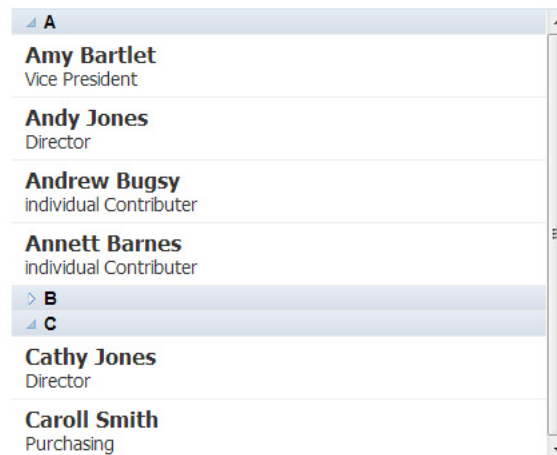 A
Amy Bartlet
Vice President
Andy Jones
Director
Andrew Bugsy
individual Contributer
Annett Barnes
individual Contributer
B
C
Cathy Jones
Director
Caroll Smith
Purchasing